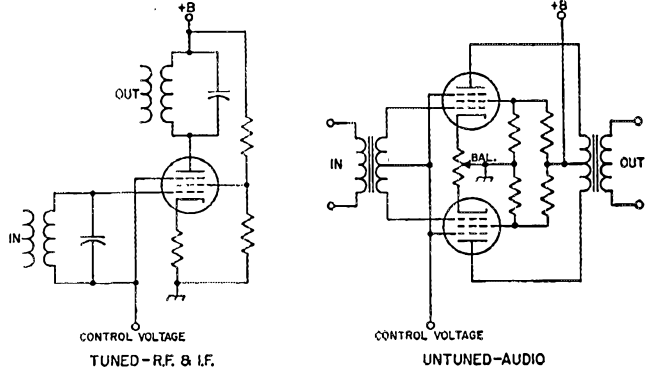 +B
OUT
IN
CONTROL VOLTAGE
TUNED-R.F. & I.F.
+B
IN
BAL.
OUT
CONTROL VOLTAGE
UNTUNED-AUDIO